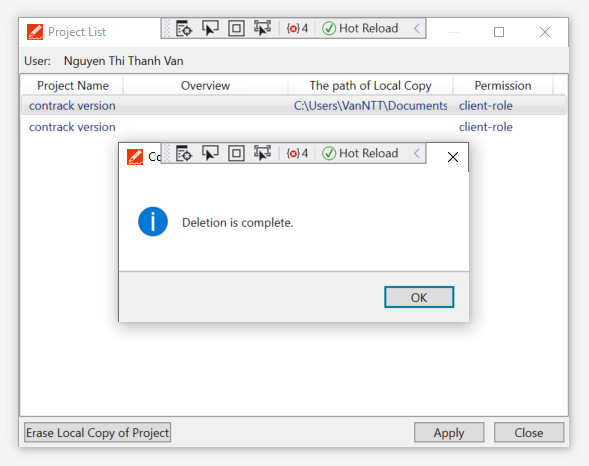 Project List
4 Hot Reload
User: Nguyen Thi Thanh Van
Project Name Overview The path of Local Copy Permission
contrack version C:\Users\VanNTT\Documents client-role
contrack version client-role
4 Hot Reload
Deletion is complete.
OK
Erase Local Copy of Project Apply Close